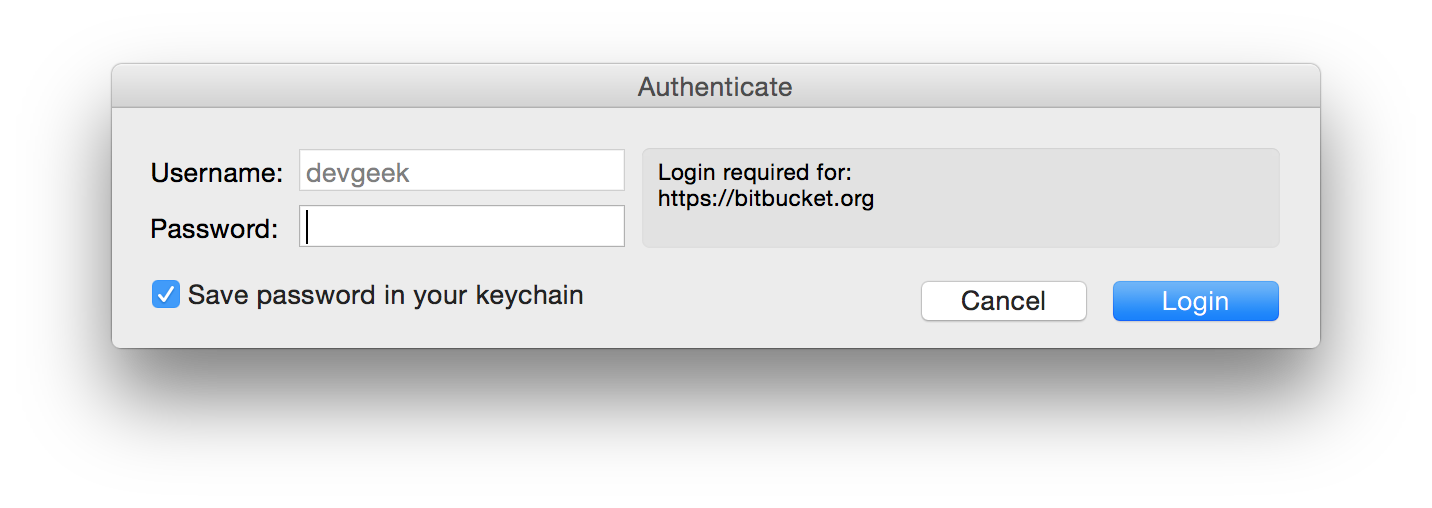 Authenticate
Username: devgeek
Password:
Login required for:
https://bitbucket.org
Save password in your keychain
Cancel
Login